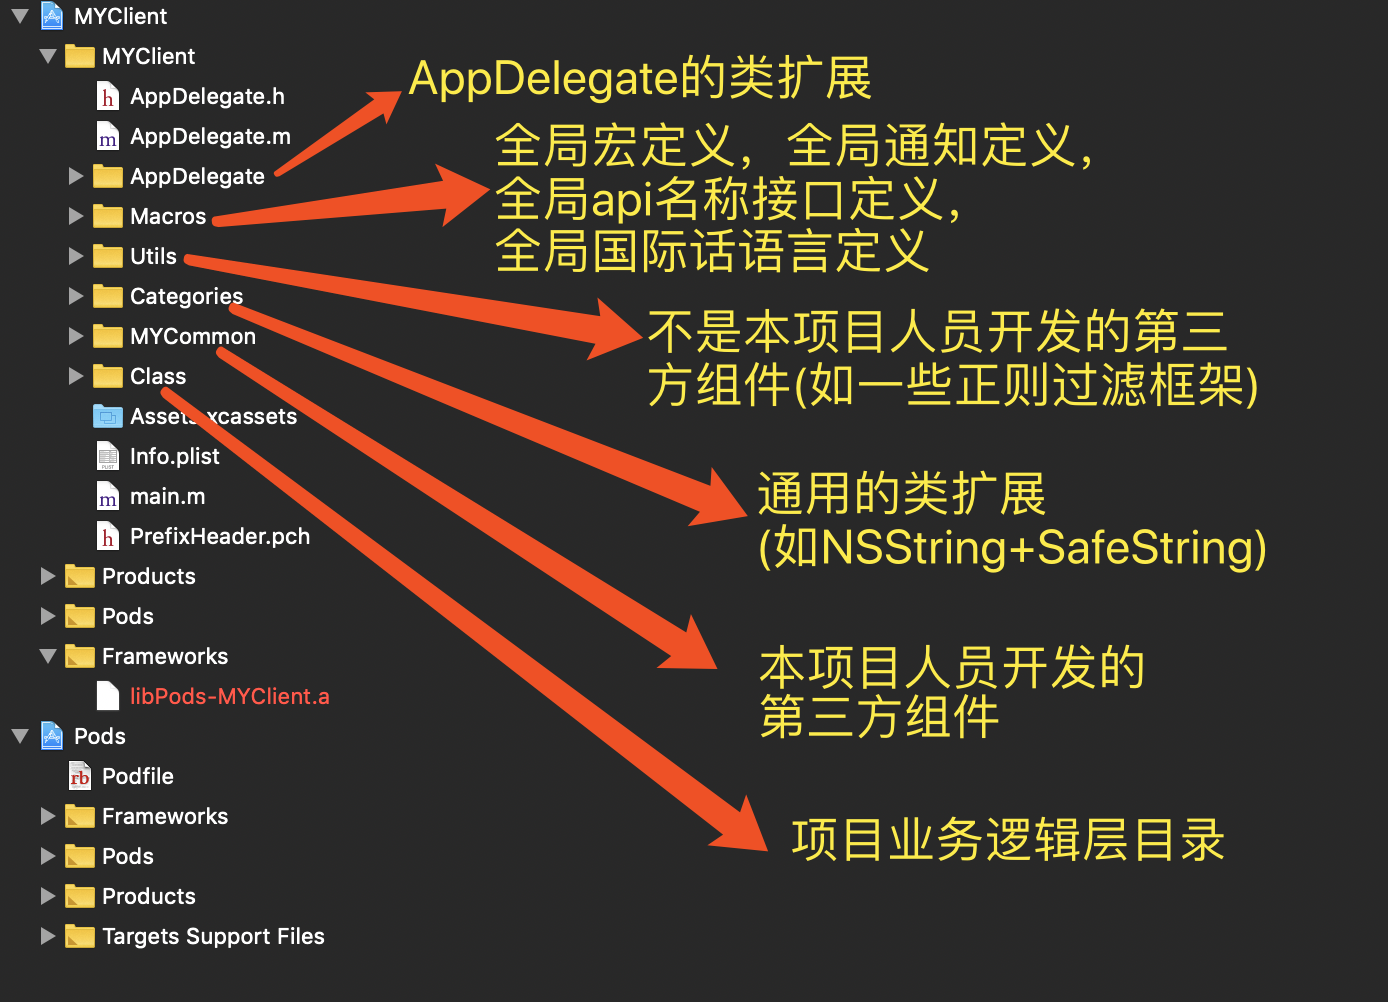 MYClient
MYClient
AppDelegate.h
AppDelegate.m
AppDelegate
Macros
Utils
Categories
MYCommon
Class
Assets.xcassets
Info.plist
main.m
PrefixHeader.pch
Products
Pods
Frameworks
libPods-MYClient.a
Pods
Podfile
Frameworks
Pods
Products
Targets Support Files
AppDelegate的类扩展
全局宏定义，全局通知定义，
全局api名称接口定义，
全局国际话语言定义
不是本项目人员开发的第三
方组件(如一些正则过滤框架)
通用的类扩展
(如NSString+SafeString)
本项目人员开发的
第三方组件
项目业务逻辑层目录
h
m
PLIST
m
h
rb